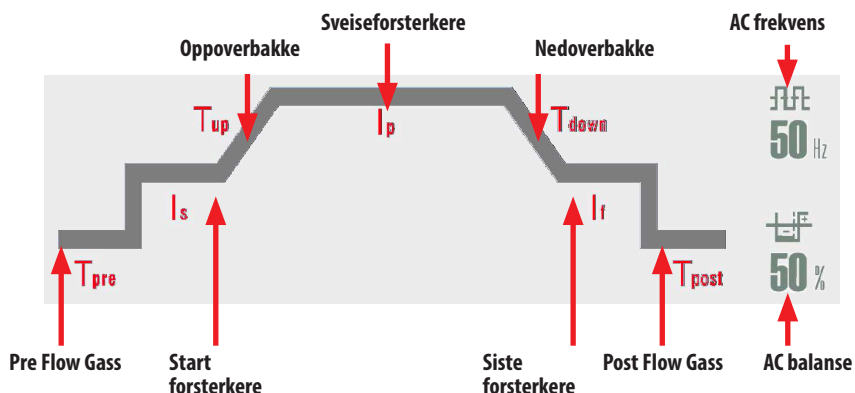 Sveiseforsterkere
AC frekvens
Oppoverbakke
Nedoverbakke
Tup
Ip
Tdown
50 Hz
Is
If
Tpre
Tpost
50 %
Pre Flow Gass
Start
forsterkere
Siste
forsterkere
Post Flow Gass
AC balanse